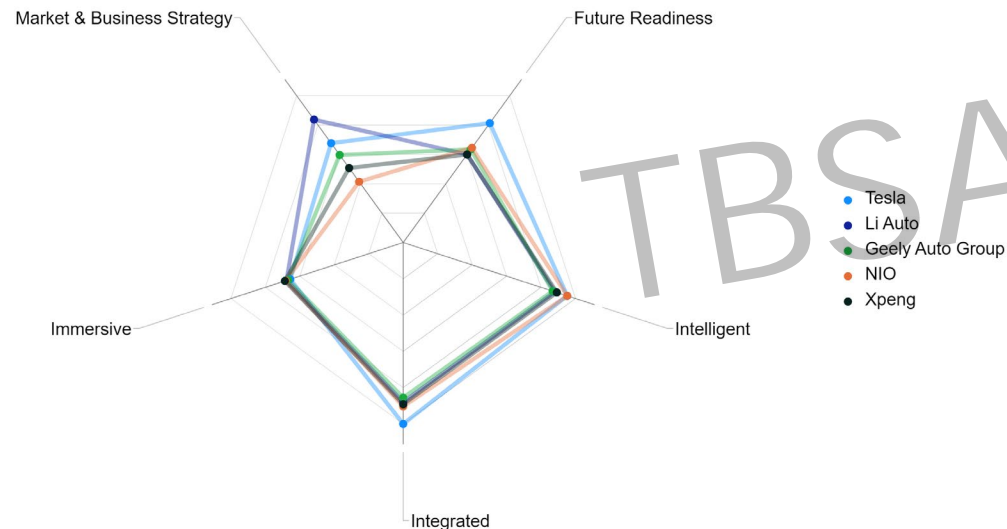 Market & Business Strategy
Future Readiness
TBSA
Tesla
Li Auto
Geely Auto Group
NIO
Xpeng
Immersive
Intelligent
Integrated